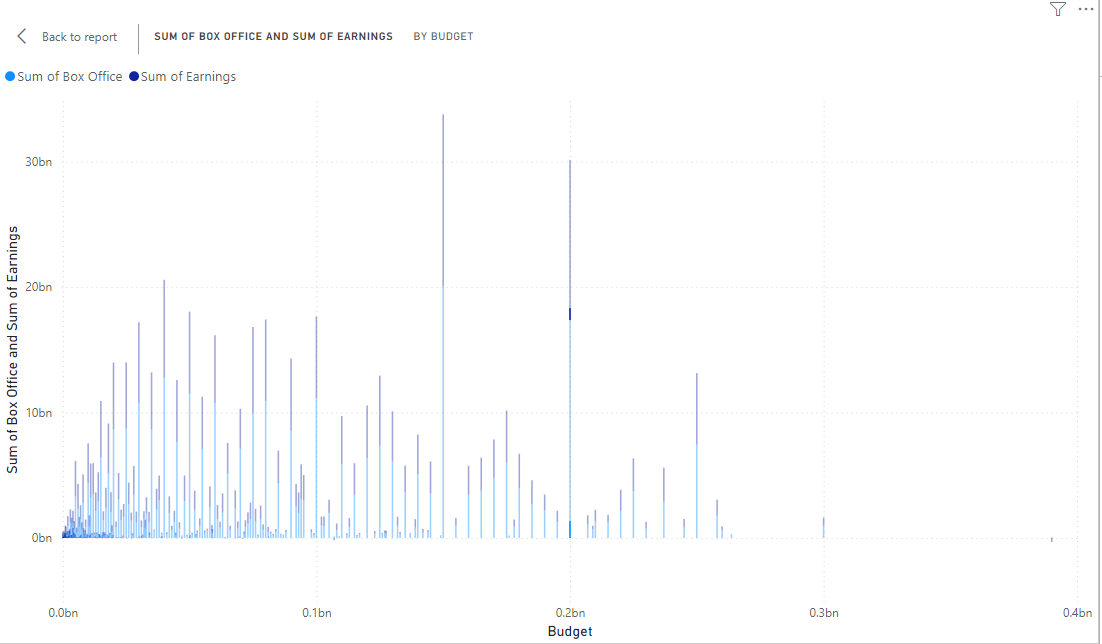 Back to report
SUM OF BOX OFFICE AND SUM OF EARNINGS BY BUDGET
Sum of Box Office Sum of Earnings
Sum of Box Office and Sum of Earnings
30bn
20bn
10bn
0bn
0.0bn 0.1bn 0.2bn 0.3bn 0.4bn
Budget